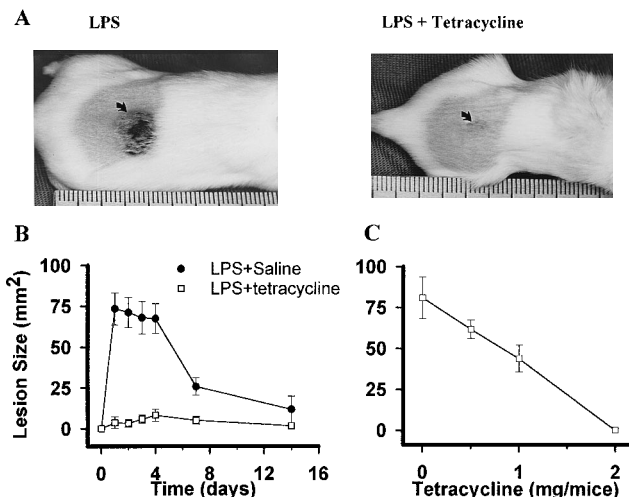 A
LPS
LPS + Tetracycline
B
C
LPS+Saline
LPS+tetracycline
Lesion Size (mm²)
100
75
50
25
0
0
4
8
12
16
Time (days)
100
75
50
25
0
0
1
2
Tetracycline (mg/mice)